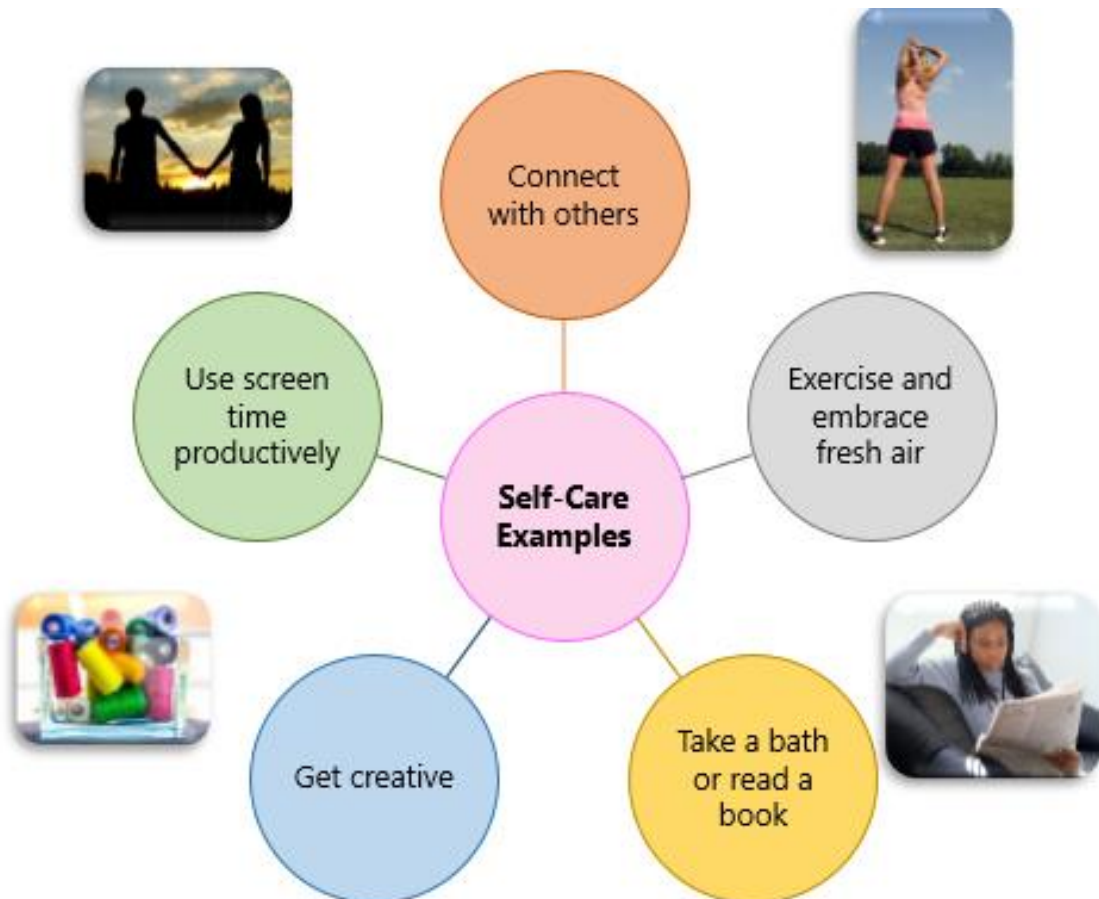 Connect
with others
Use screen
time
productively
Exercise and
embrace
fresh air
Self-Care
Examples
Get creative
Take a bath
or read a
book